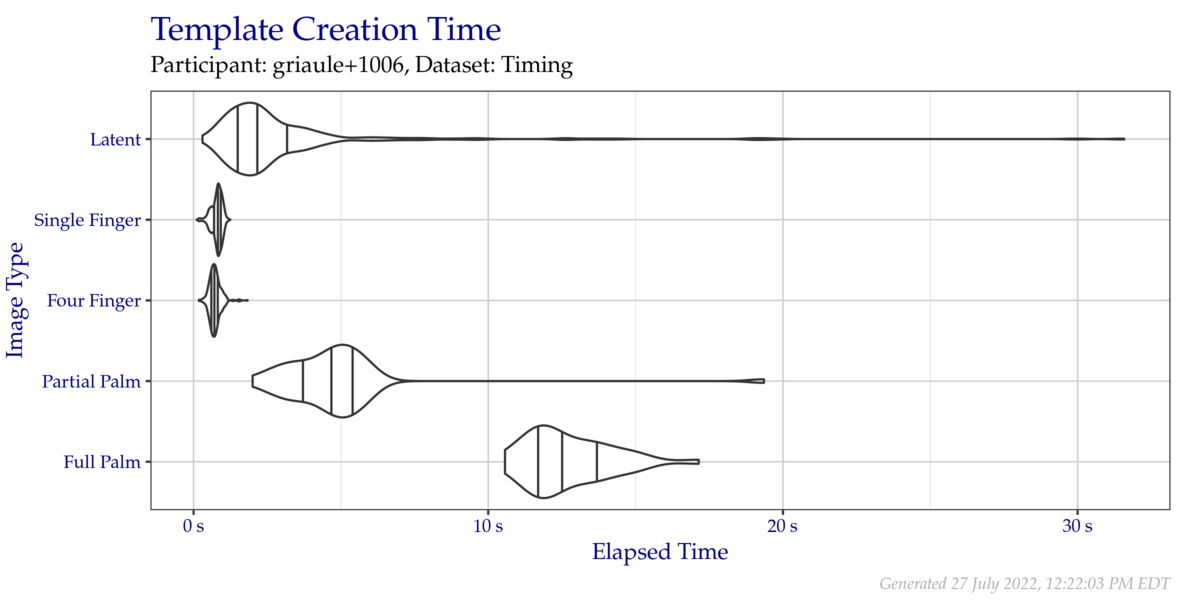 Template Creation Time
Participant: griaule+1006, Dataset: Timing
Image Type
Latent
Single Finger
Four Finger
Partial Palm
Full Palm
0 s
10 s
20 s
30 s
Elapsed Time
Generated 27 July 2022, 12:22:03 PM EDT